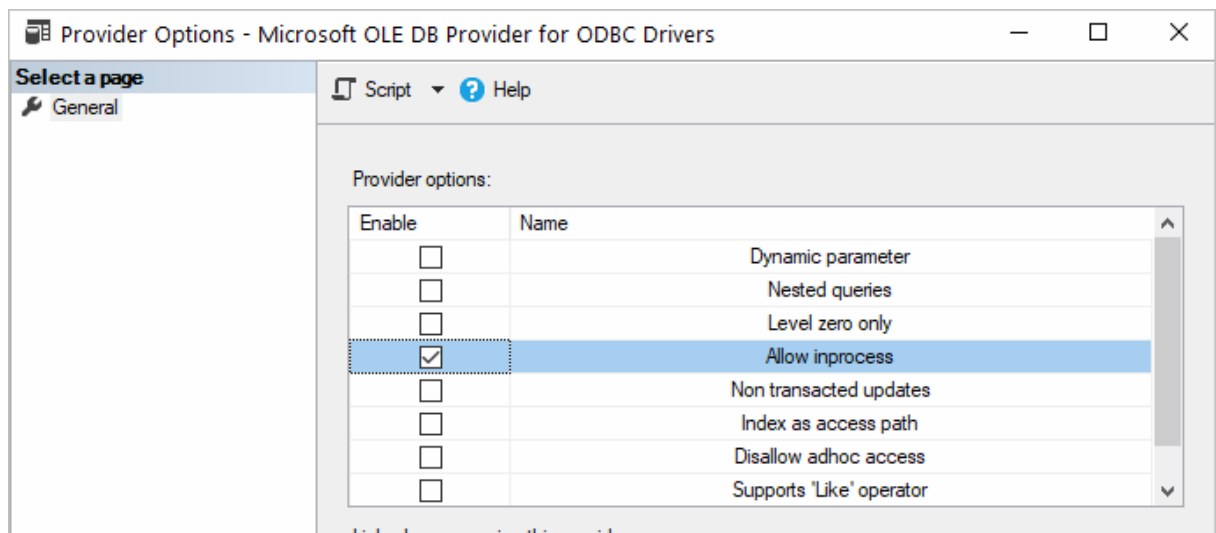 Provider Options - Microsoft OLE DB Provider for ODBC Drivers
Select a page
General
Script
Help
Provider options:
Enable Name
Dynamic parameter
Nested queries
Level zero only
Allow inprocess
Non transacted updates
Index as access path
Disallow adhoc access
Supports 'Like' operator